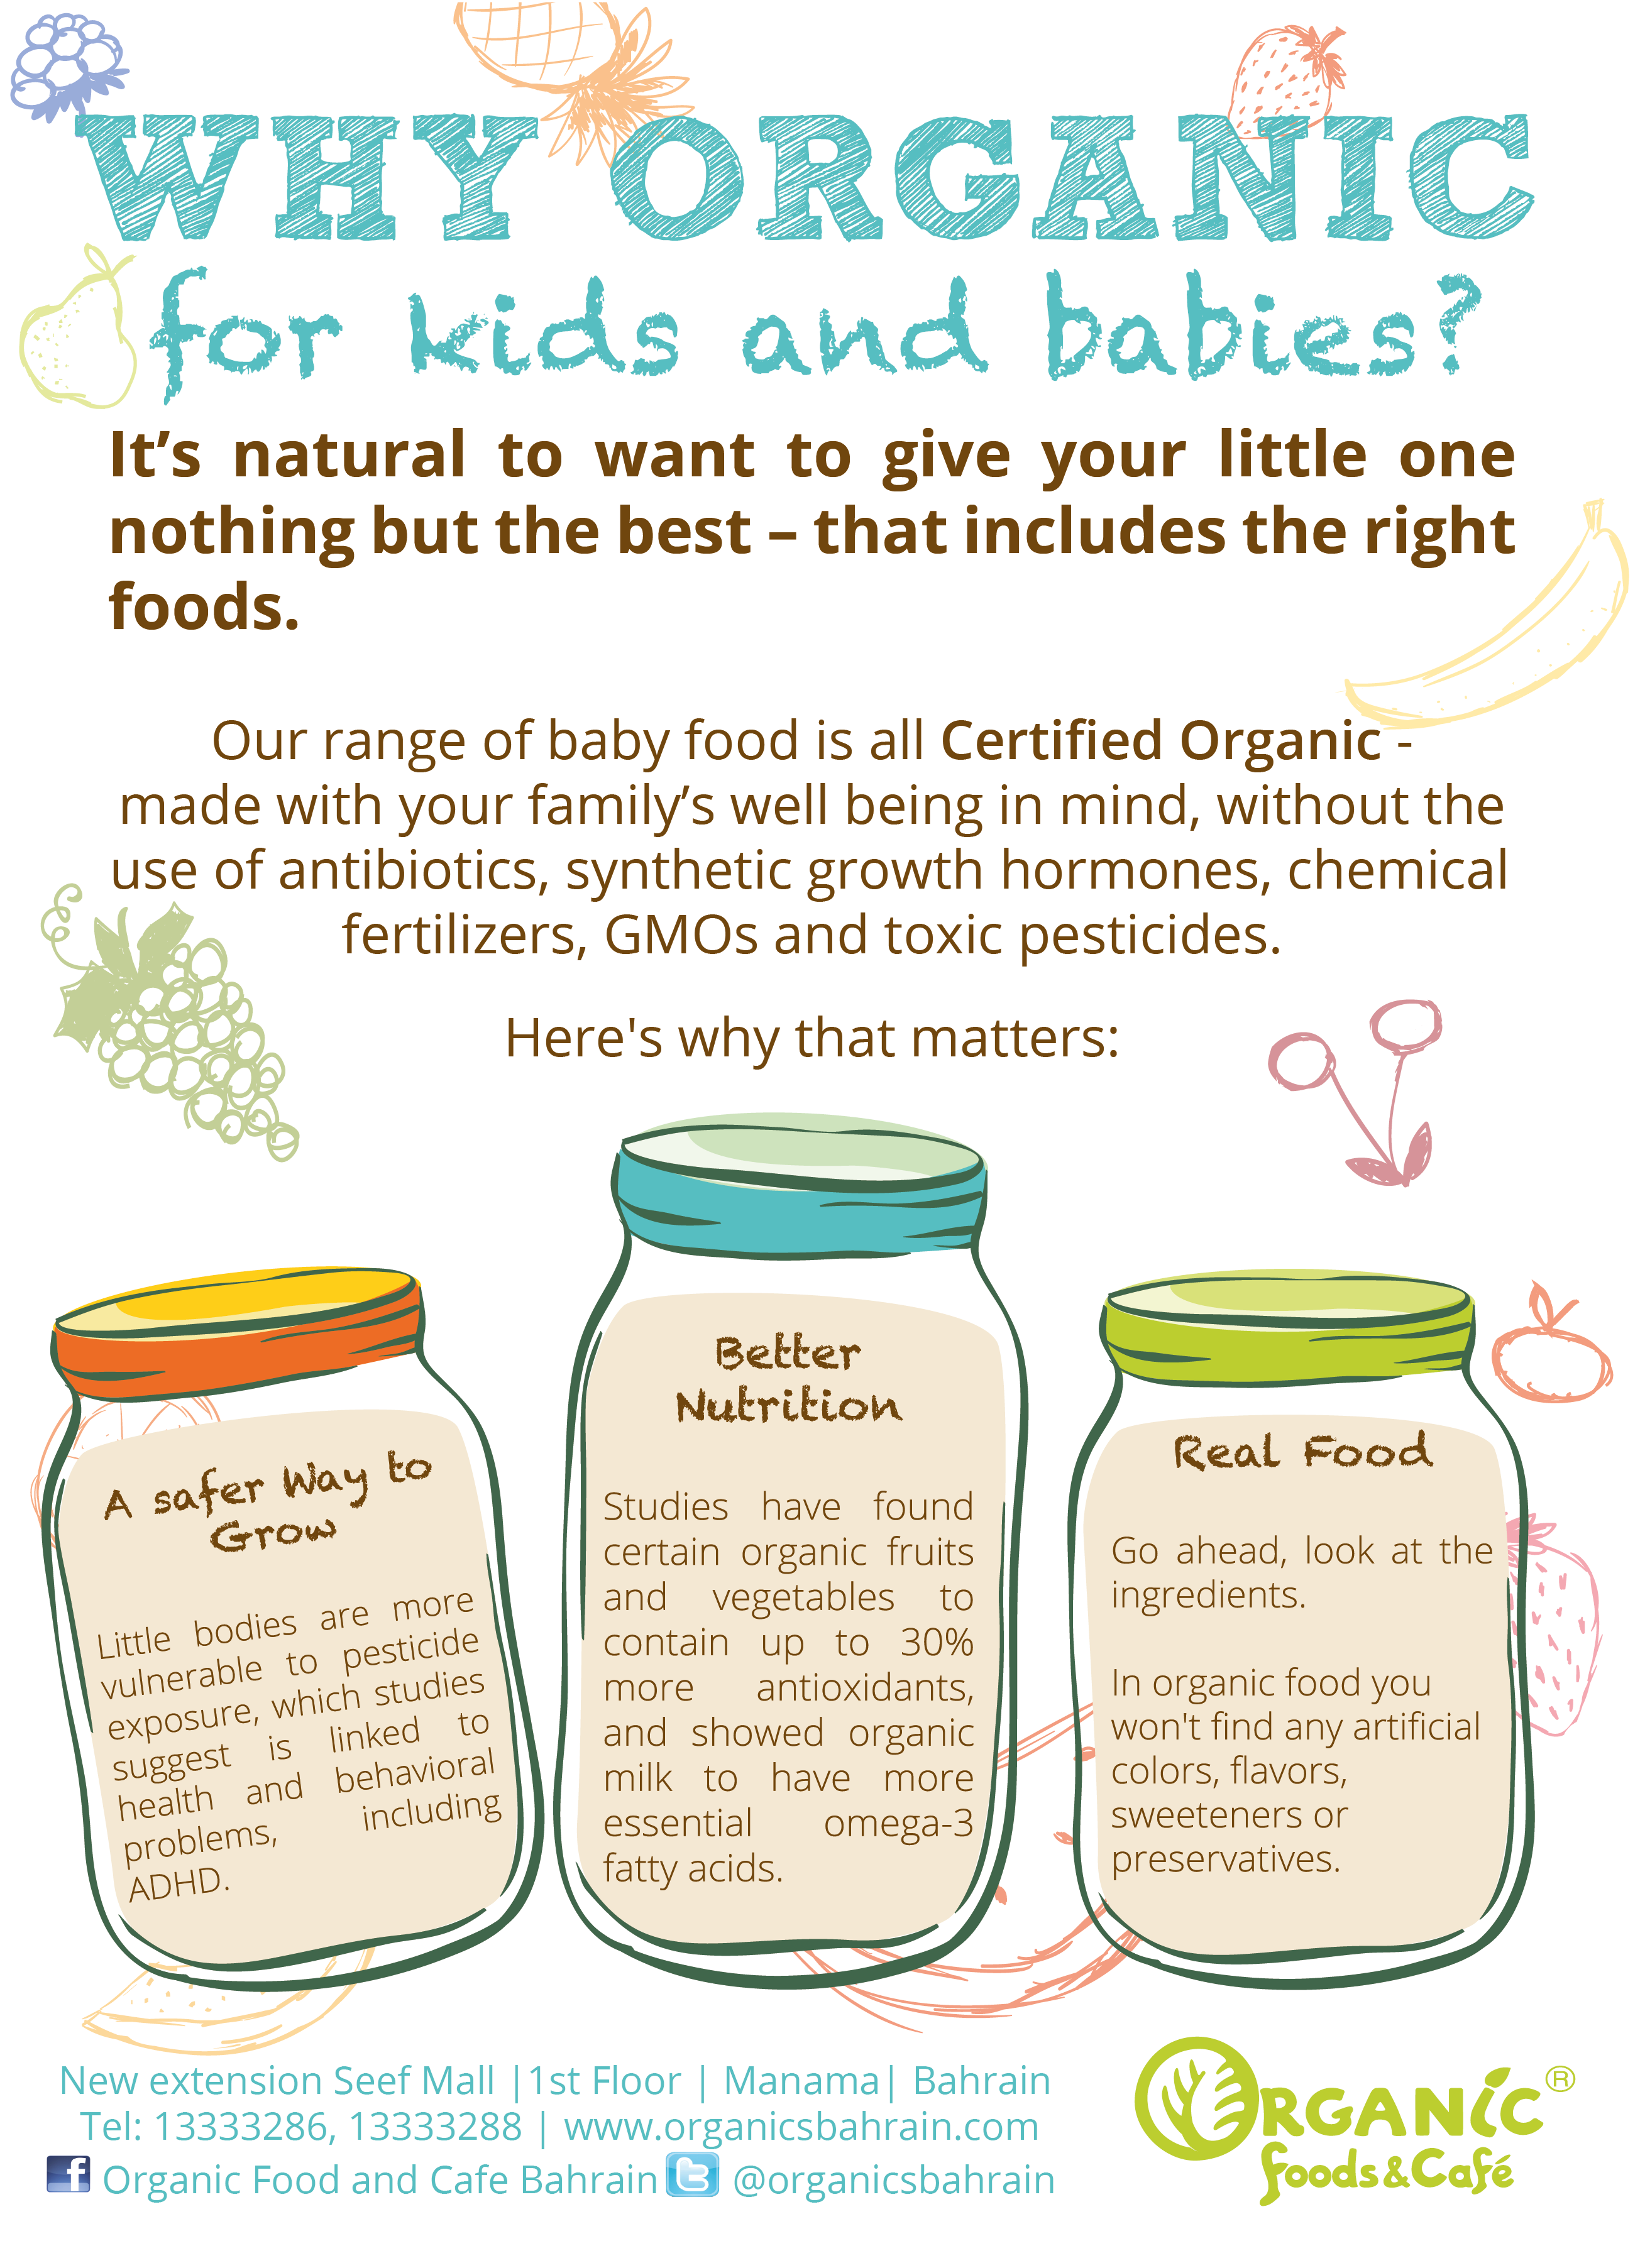 WHY ORGANIC
for kids and babies?
It’s natural to want to give your little one
nothing but the best – that includes the right
foods.
Our range of baby food is all Certified Organic -
made with your family’s well being in mind, without the
use of antibiotics, synthetic growth hormones, chemical
fertilizers, GMOs and toxic pesticides.
Here's why that matters:
A safer Way to
Grow
Little bodies are more
vulnerable to pesticide
exposure, which studies
suggest is linked to
health and behavioral
problems, including
ADHD.
Better
Nutrition
Studies have found
certain organic fruits
and vegetables to
contain up to 30%
more antioxidants,
and showed organic
milk to have more
essential omega-3
fatty acids.
Real Food
Go ahead, look at the
ingredients.
In organic food you
won't find any artificial
colors, flavors,
sweeteners or
preservatives.
New extension Seef Mall |1st Floor | Manama| Bahrain
Tel: 13333286, 13333288 | www.organicsbahrain.com
f Organic Food and Cafe Bahrain t @organicsbahrain
ORGANIC ®
foods&Café